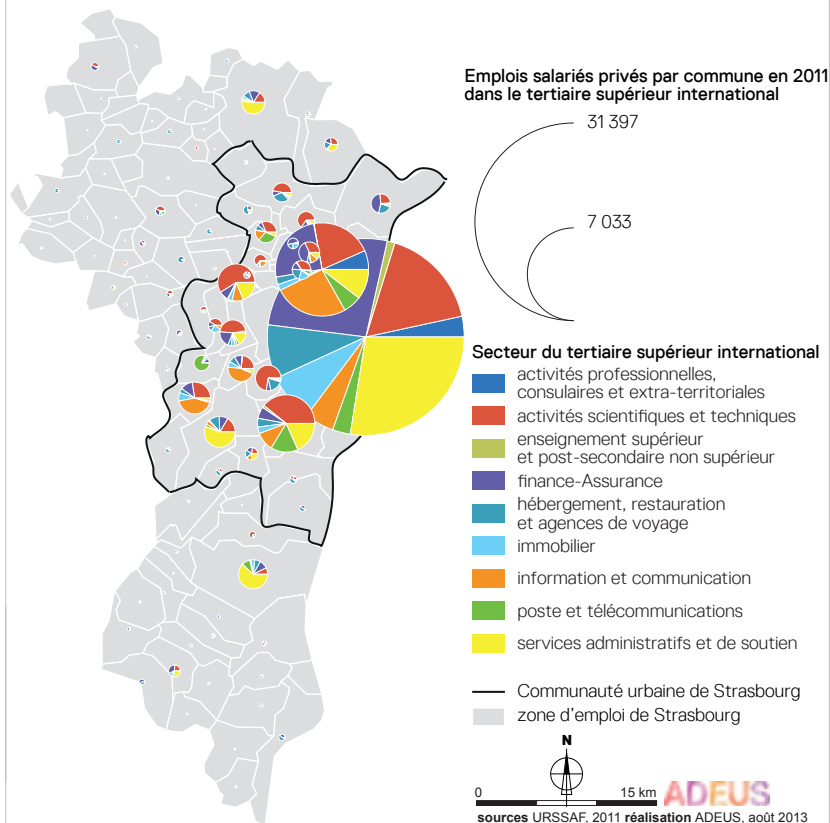 Emplois salariés privés par commune en 2011
dans le tertiaire supérieur international
31 397
7 033
Secteur du tertiaire supérieur international
activités professionnelles,
consulaires et extra-territoriales
activités scientifiques et techniques
enseignement supérieur
et post-secondaire non supérieur
finance-Assurance
hébergement, restauration
et agences de voyage
immobilier
information et communication
poste et télécommunications
services administratifs et de soutien
Communauté urbaine de Strasbourg
zone d'emploi de Strasbourg
N
0 15 km
ADEUS
sources URSSAF, 2011 réalisation ADEUS, août 2013